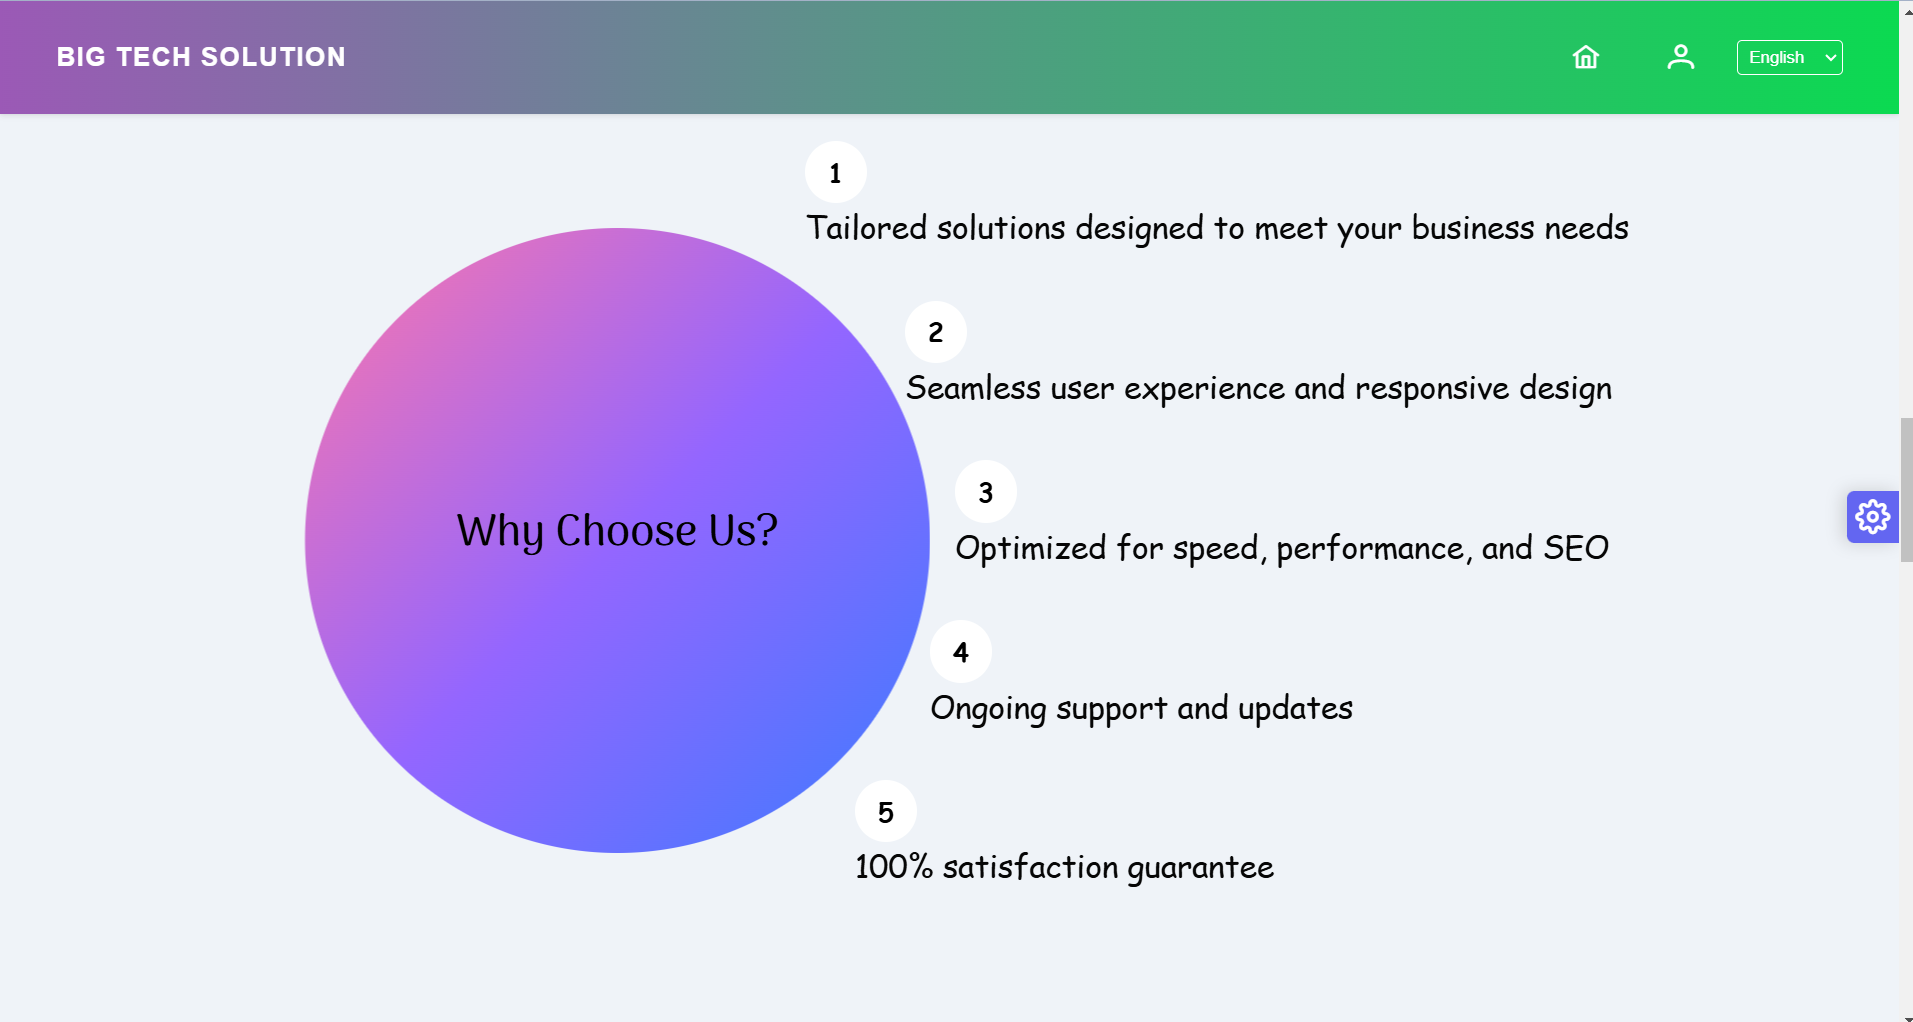 BIG TECH SOLUTION
English
1
Tailored solutions designed to meet your business needs
2
Seamless user experience and responsive design
3
Optimized for speed, performance, and SEO
Why Choose Us?
4
Ongoing support and updates
5
100% satisfaction guarantee